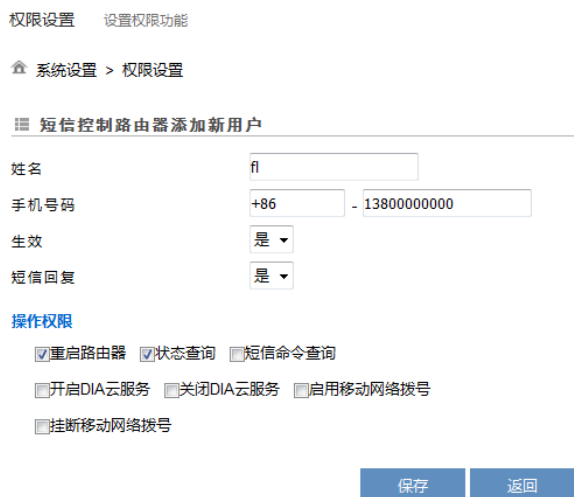 权限设置 设置权限功能
系统设置 > 权限设置
短信控制路由器添加新用户
姓名 fl
手机号码 +86 - 13800000000
生效 是
短信回复 是
操作权限
重启路由器 状态查询 短信命令查询
开启DIA云服务 关闭DIA云服务 启用移动网络拨号
挂断移动网络拨号
保存 返回